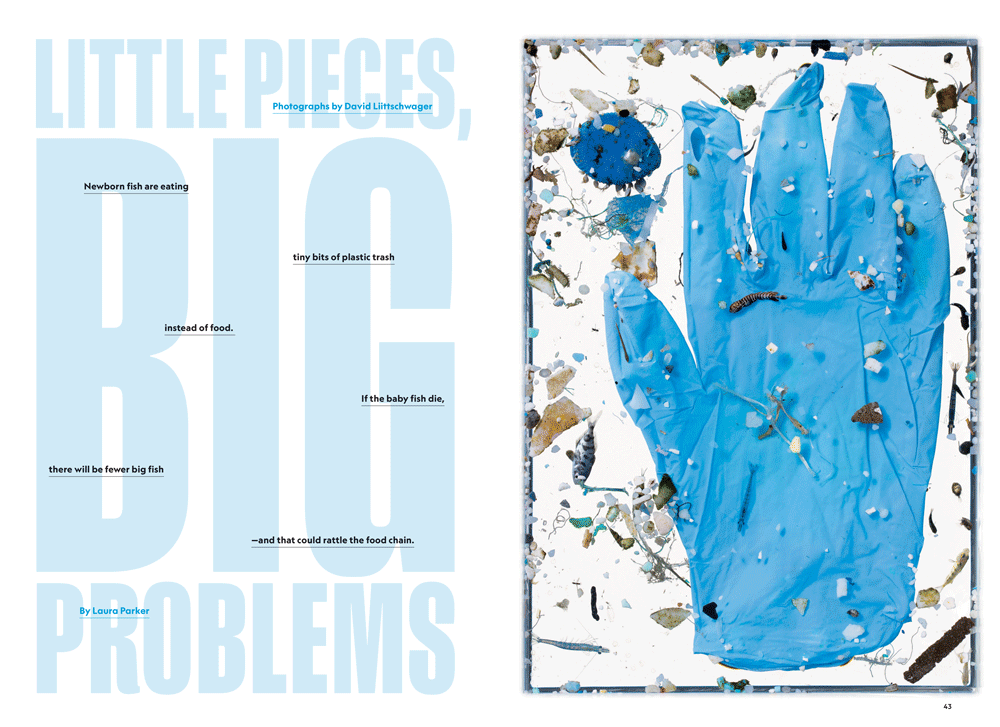 LITTLE PIECES,
Photographs by David Liittschwager
BIG
Newborn fish are eating
tiny bits of plastic trash
instead of food.
If the baby fish die,
there will be fewer big fish
—and that could rattle the food chain.
PROBLEMS
By Laura Parker
43